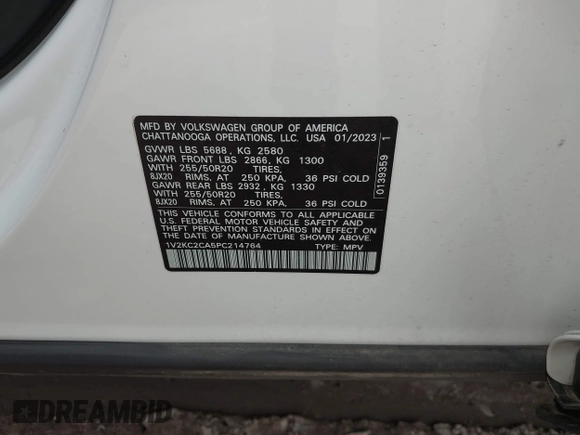 MFD BY VOLKSWAGEN GROUP OF AMERICA
CHATTANOOGA OPERATIONS, LLC. USA 01/2023
GVWR LBS 5688, KG 2580
GAWR FRONT LBS 2866, KG 1300
WITH 255/50R20 TIRES,
8JX20 RIMS, AT 250 KPA, 36 PSI COLD
GAWR REAR LBS 2932, KG 1330
WITH 255/50R20 TIRES,
8JX20 RIMS, AT 250 KPA, 36 PSI COLD
THIS VEHICLE CONFORMS TO ALL APPLICABLE
U.S. FEDERAL MOTOR VEHICLE SAFETY AND
THEFT PREVENTION STANDARDS IN EFFECT ON
THE DATE OF MANUFACTURE SHOWN ABOVE.
1V2KC2CA5PC214764 TYPE: MPV
0139359 1
DREAMBID